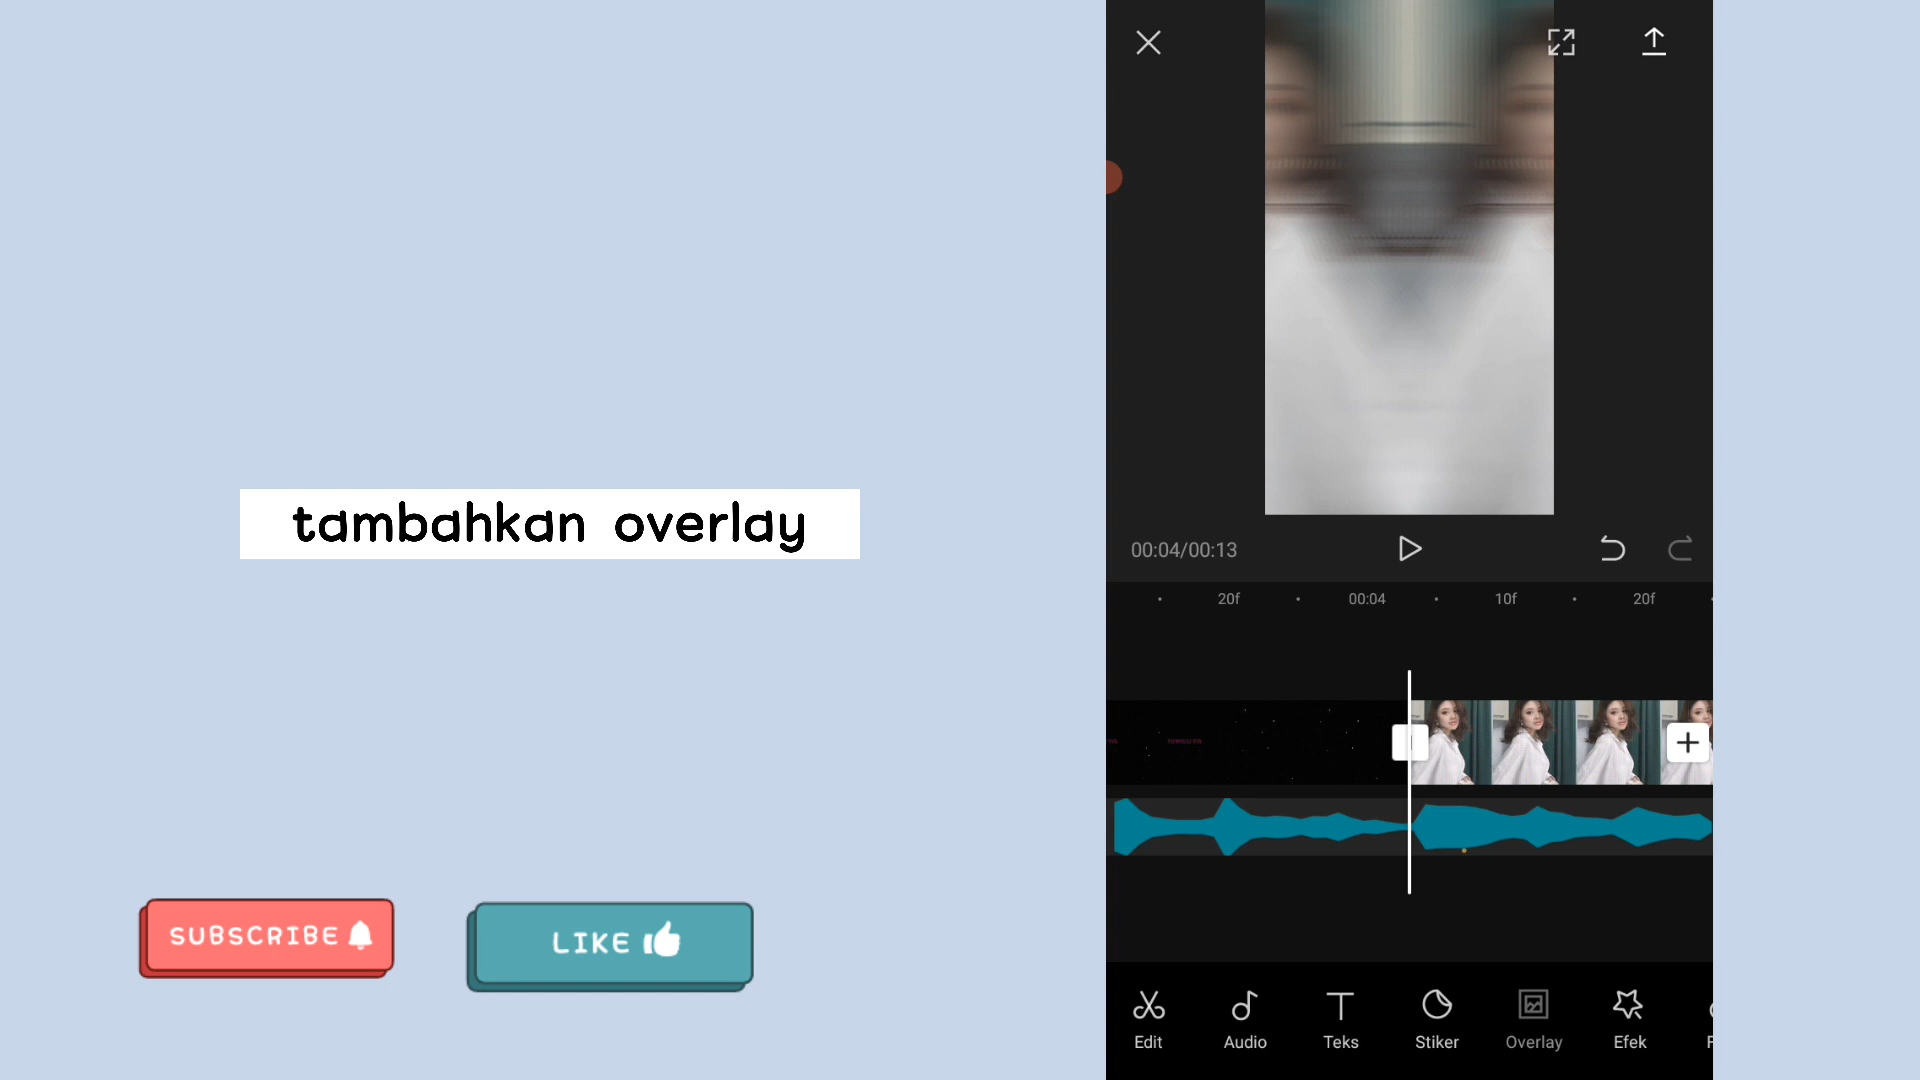 tambahkan overlay
SUBSCRIBE
LIKE
00:04/00:13
20f 00:04 10f 20f
Edit Audio Teks Stiker Overlay Efek